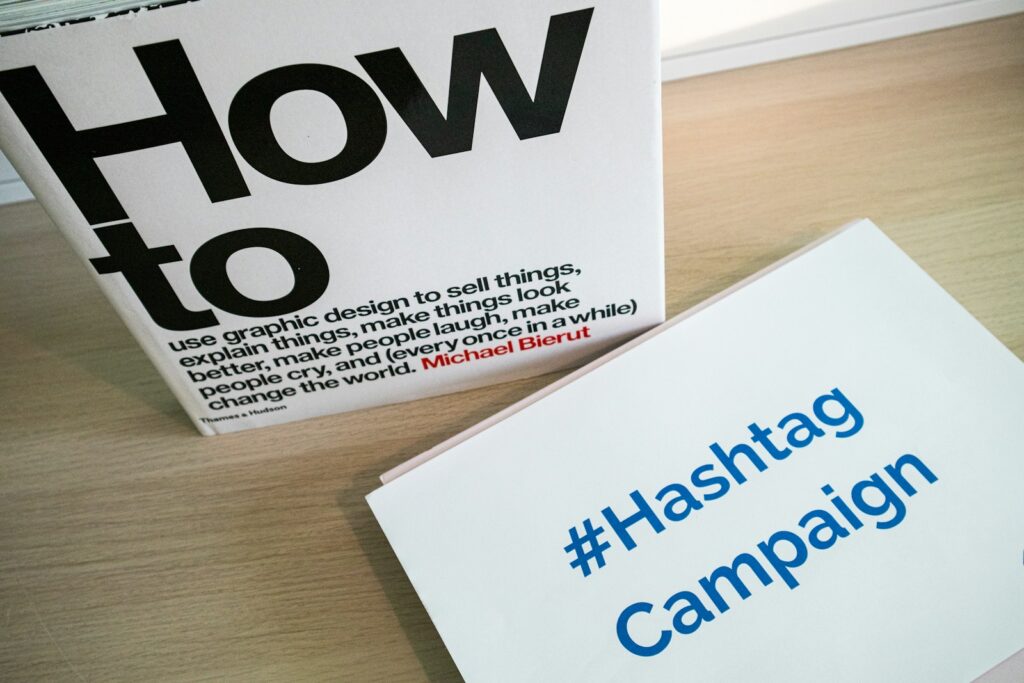 How
to
use graphic design to sell things,
explain things, make things look
better, make people laugh, make
people cry, and (every once in a while)
change the world. Michael Bierut
Thames & Hudson
#Hashtag
Campaign